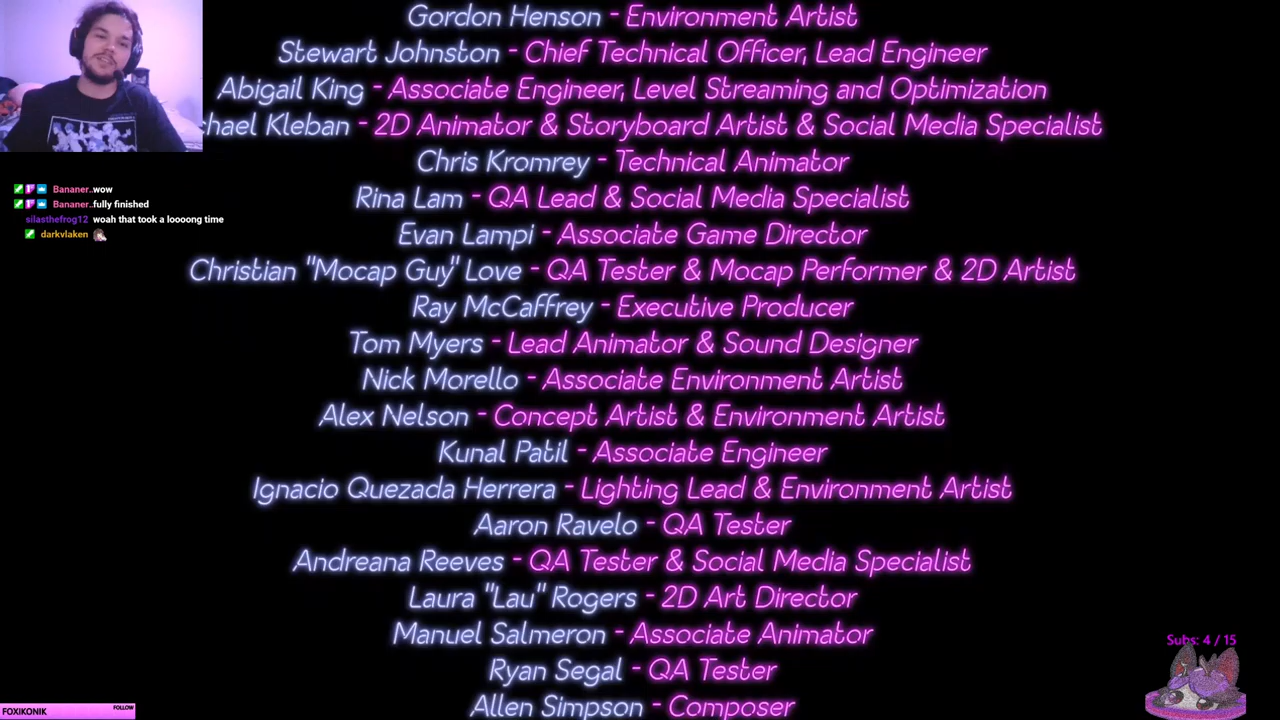 Gordon Henson - Environment Artist
Stewart Johnston - Chief Technical Officer, Lead Engineer
Abigail King - Associate Engineer, Level Streaming and Optimization
chael Kleban - 2D Animator & Storyboard Artist & Social Media Specialist
Chris Kromrey - Technical Animator
Rina Lam - QA Lead & Social Media Specialist
Bananer..wow
Bananer..fully finished
silasthefrog12 woah that took a loooong time
darkvlaken
Evan Lampi - Associate Game Director
Christian "Mocap Guy" Love - QA Tester & Mocap Performer & 2D Artist
Ray McCaffrey - Executive Producer
Tom Myers - Lead Animator & Sound Designer
Nick Morello - Associate Environment Artist
Alex Nelson - Concept Artist & Environment Artist
Kunal Patil - Associate Engineer
Ignacio Quezada Herrera - Lighting Lead & Environment Artist
Aaron Ravelo - QA Tester
Andreana Reeves - QA Tester & Social Media Specialist
Laura "Lau" Rogers - 2D Art Director
Manuel Salmeron - Associate Animator
Ryan Segal - QA Tester
Allen Simpson - Composer
Subs: 4 / 15
FOXIKONIK
FOLLOW